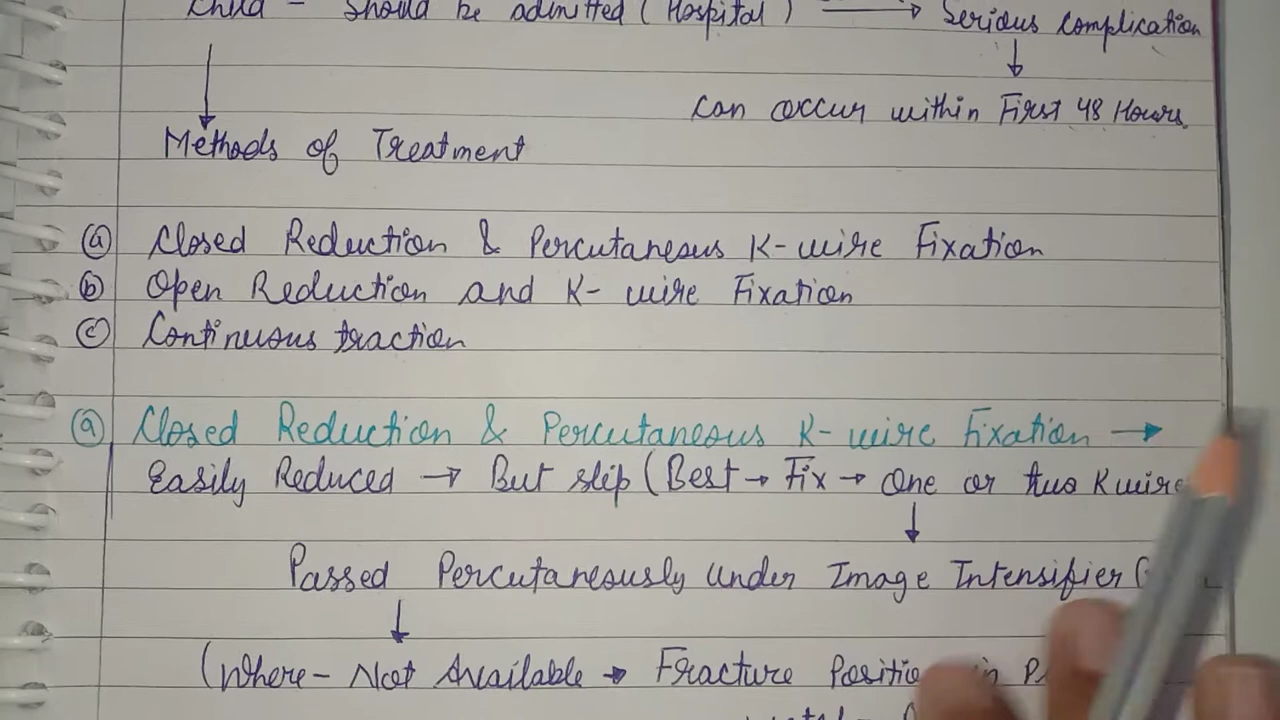 Child - Should be admitted (Hospital) → Serious Complication
↓
can occur within First 48 Hours.
Methods of Treatment
ⓐ Closed Reduction & Percutaneous K-wire Fixation
ⓑ Open Reduction and K-wire Fixation
ⓒ Continuous traction
ⓐ Closed Reduction & Percutaneous K-wire Fixation →
Easily Reduced → But slip (Best → Fix → One or two K wire
↓
Passed Percutaneously Under Image Intensifier (
↓
(Where - Not Available → Fracture Position in